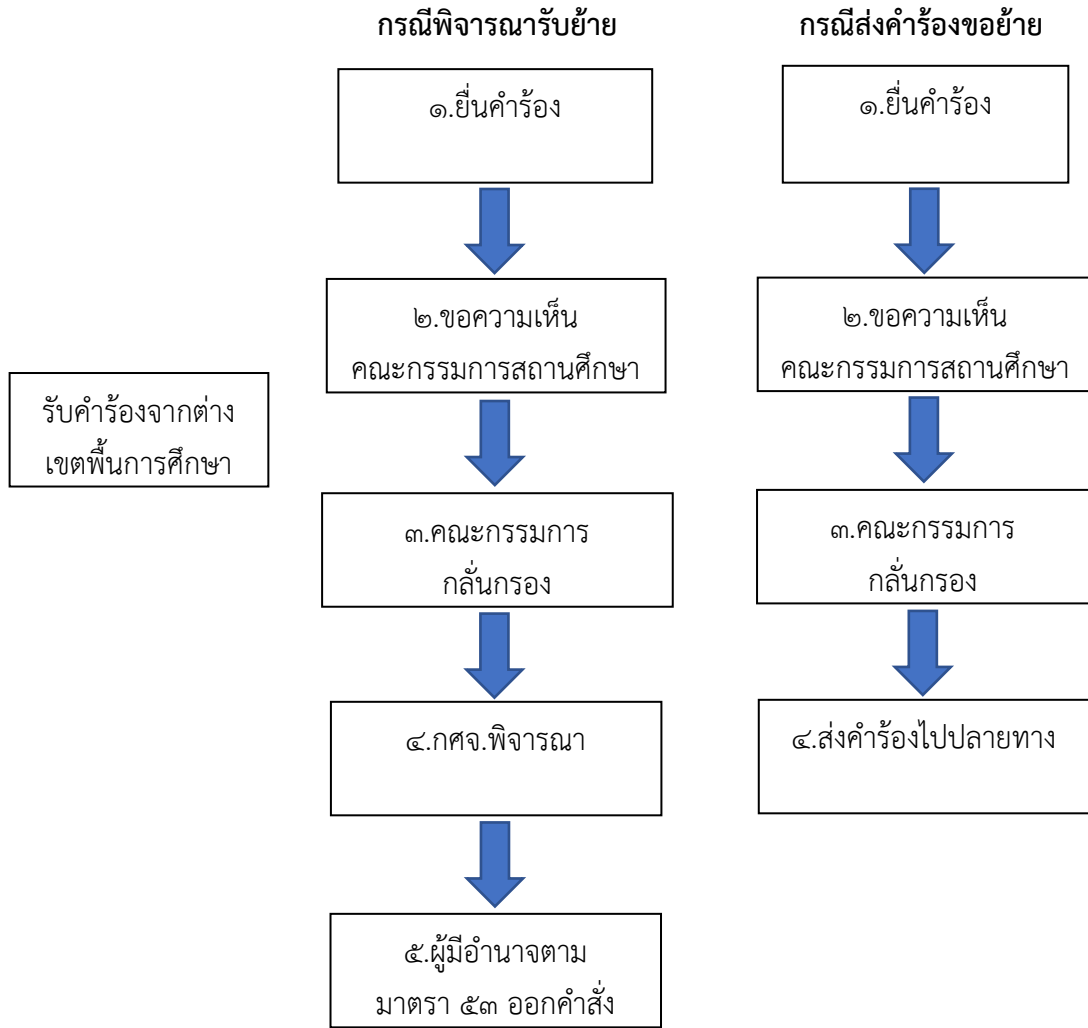 กรณีพิจารณารับย้าย
กรณีส่งคำร้องขอย้าย
๑.ยื่นคำร้อง
๑.ยื่นคำร้อง
๒.ขอความเห็น
คณะกรรมการสถานศึกษา
๒.ขอความเห็น
คณะกรรมการสถานศึกษา
รับคำร้องจากต่าง
เขตพื้นการศึกษา
๓.คณะกรรมการ
กลั่นกรอง
๓.คณะกรรมการ
กลั่นกรอง
๔.กศจ.พิจารณา
๔.ส่งคำร้องไปปลายทาง
๕.ผู้มีอำนาจตาม
มาตรา ๕๓ ออกคำสั่ง